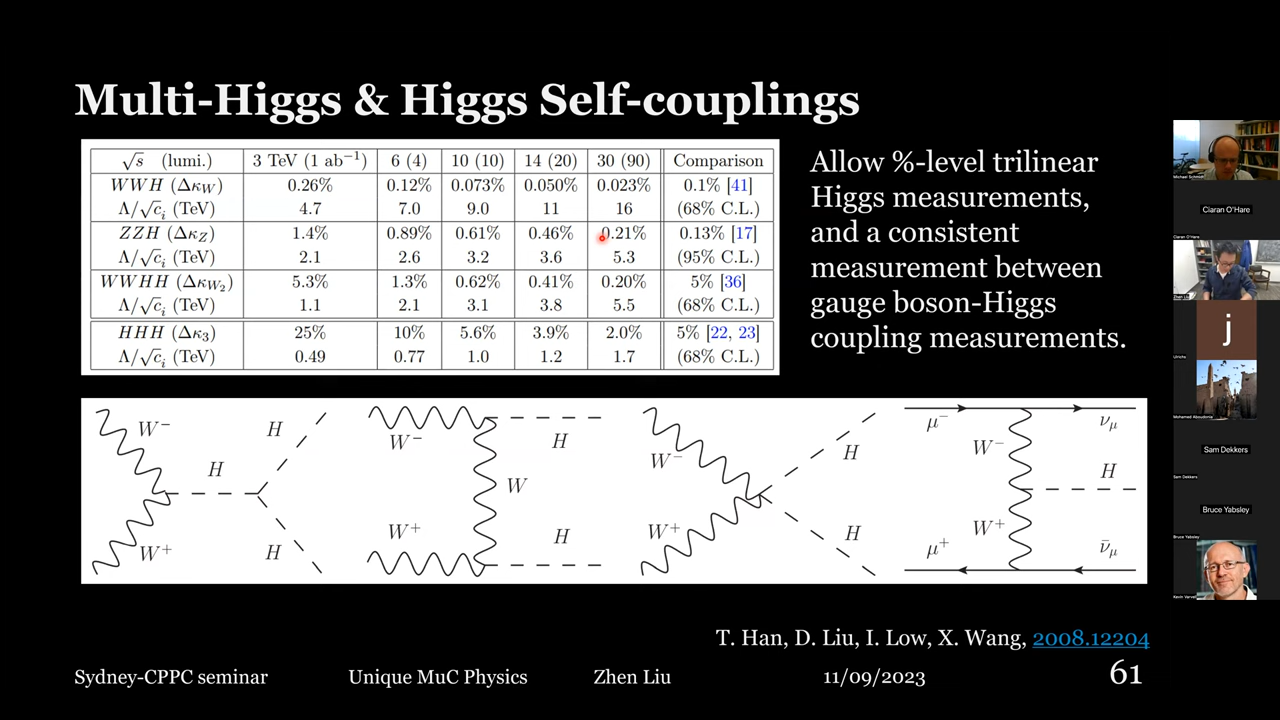 Multi-Higgs & Higgs Self-couplings
√s (lumi.) 3 TeV (1 ab⁻¹) 6 (4) 10 (10) 14 (20) 30 (90) Comparison
WWH (Δκ_W) 0.26% 0.12% 0.073% 0.050% 0.023% 0.1% [41]
Λ/√c_i (TeV) 4.7 7.0 9.0 11 16 (68% C.L.)
ZZH (Δκ_Z) 1.4% 0.89% 0.61% 0.46% 0.21% 0.13% [17]
Λ/√c_i (TeV) 2.1 2.6 3.2 3.6 5.3 (95% C.L.)
WWHH (Δκ_W₂) 5.3% 1.3% 0.62% 0.41% 0.20% 5% [36]
Λ/√c_i (TeV) 1.1 2.1 3.1 3.8 5.5 (68% C.L.)
HHH (Δκ₃) 25% 10% 5.6% 3.9% 2.0% 5% [22, 23]
Λ/√c_i (TeV) 0.49 0.77 1.0 1.2 1.7 (68% C.L.)
Allow %-level trilinear
Higgs measurements,
and a consistent
measurement between
gauge boson-Higgs
coupling measurements.
W⁻ H H W⁺ H
W⁻ H W W⁺ H
W⁻ H W⁺ H
μ⁻ ν_μ W⁻ H W⁺ μ⁺ ν̄_μ
T. Han, D. Liu, I. Low, X. Wang, 2008.12204
Sydney-CPPC seminar Unique MuC Physics Zhen Liu 11/09/2023 61
Michael Schmidt
Ciaran O'Hare
Ciaran O'Hare
Zhen Liu
j
Ulrichs
Mohamed Aboudonia
Sam Dekkers
Sam Dekkers
Bruce Yabsley
Bruce Yabsley
Kevin Varvell